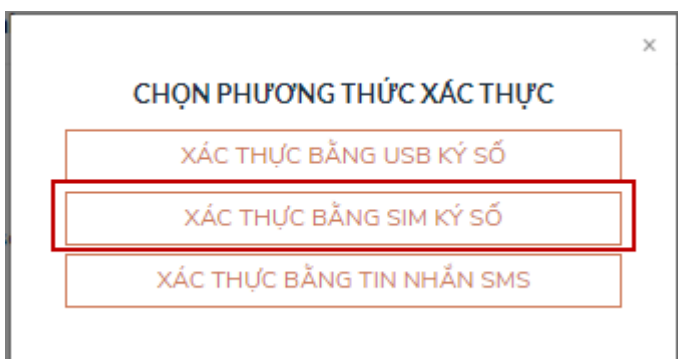 ×
CHỌN PHƯƠNG THỨC XÁC THỰC
XÁC THỰC BẰNG USB KÝ SỐ
XÁC THỰC BẰNG SIM KÝ SỐ
XÁC THỰC BẰNG TIN NHẮN SMS